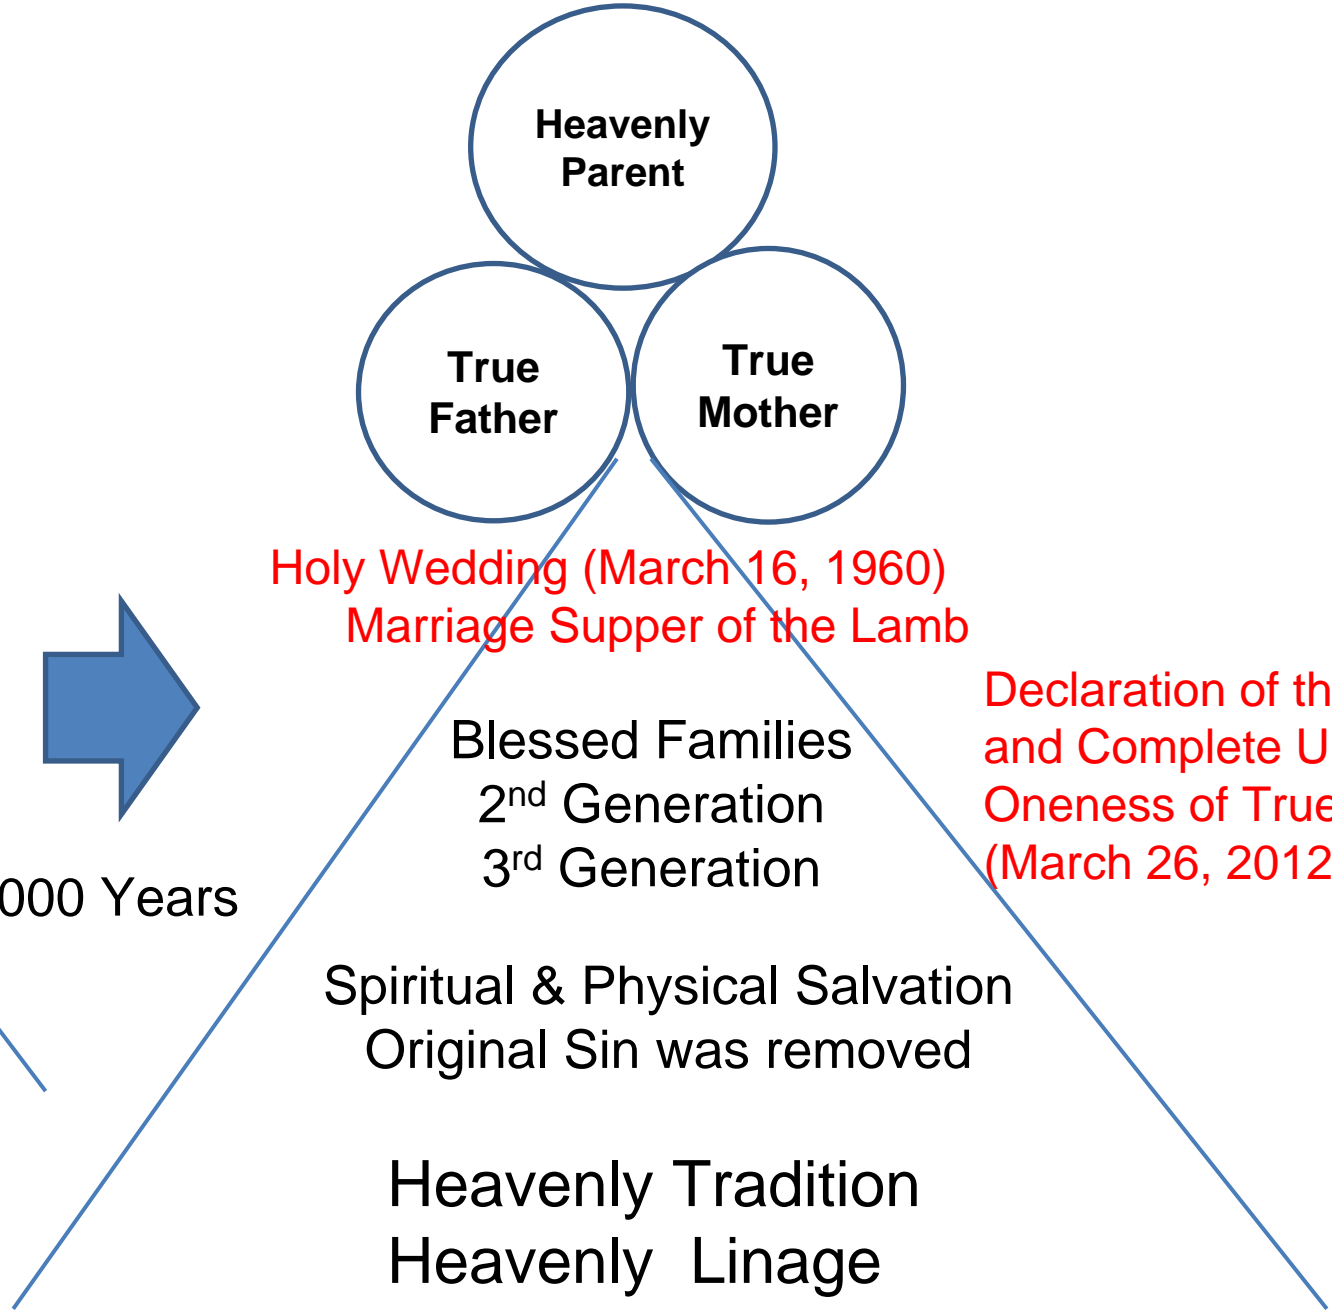 Heavenly
Parent
True
Father
True
Mother
Holy Wedding (March 16, 1960)
Marriage Supper of the Lamb
Declaration of th
and Complete U
Oneness of True
(March 26, 2012
Blessed Families
2nd Generation
3rd Generation
000 Years
Spiritual & Physical Salvation
Original Sin was removed
Heavenly Tradition
Heavenly Linage